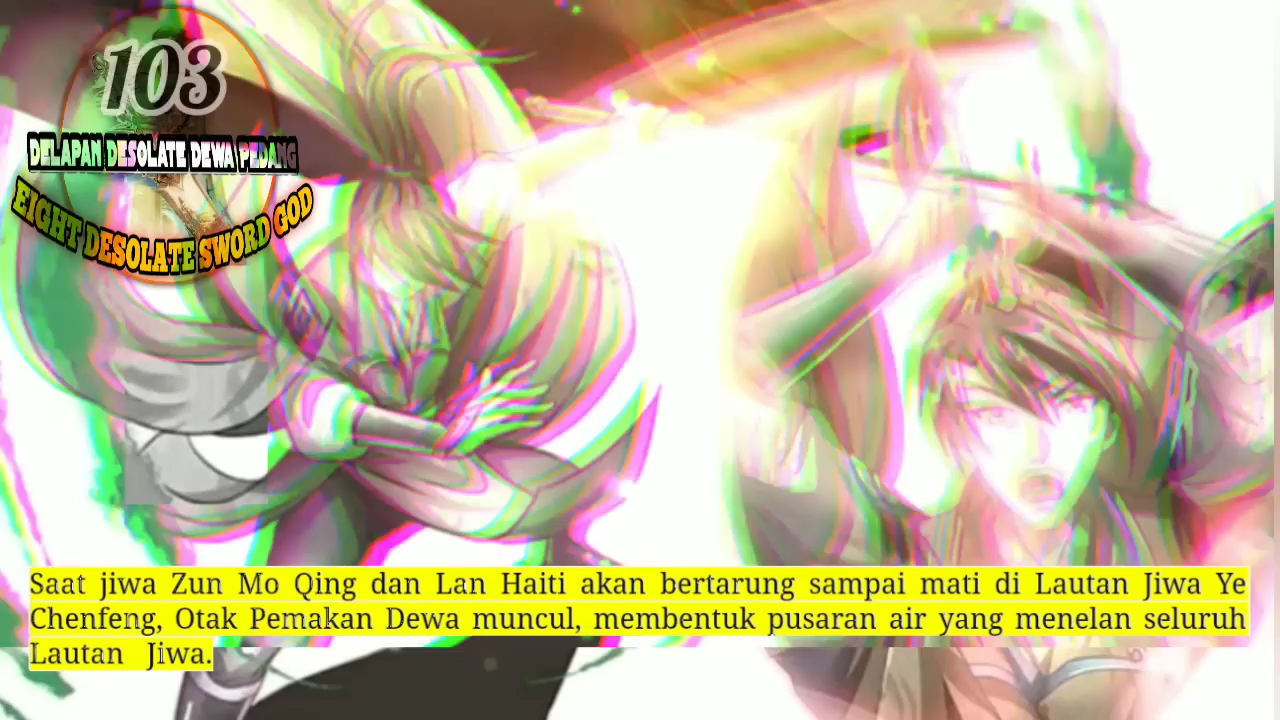 103
DELAPAN DESOLATE DEWA PEDANG
EIGHT DESOLATE SWORD GOD
Saat jiwa Zun Mo Qing dan Lan Haiti akan bertarung sampai mati di Lautan Jiwa Ye
Chenfeng, Otak Pemakan Dewa muncul, membentuk pusaran air yang menelan seluruh
Lautan Jiwa.